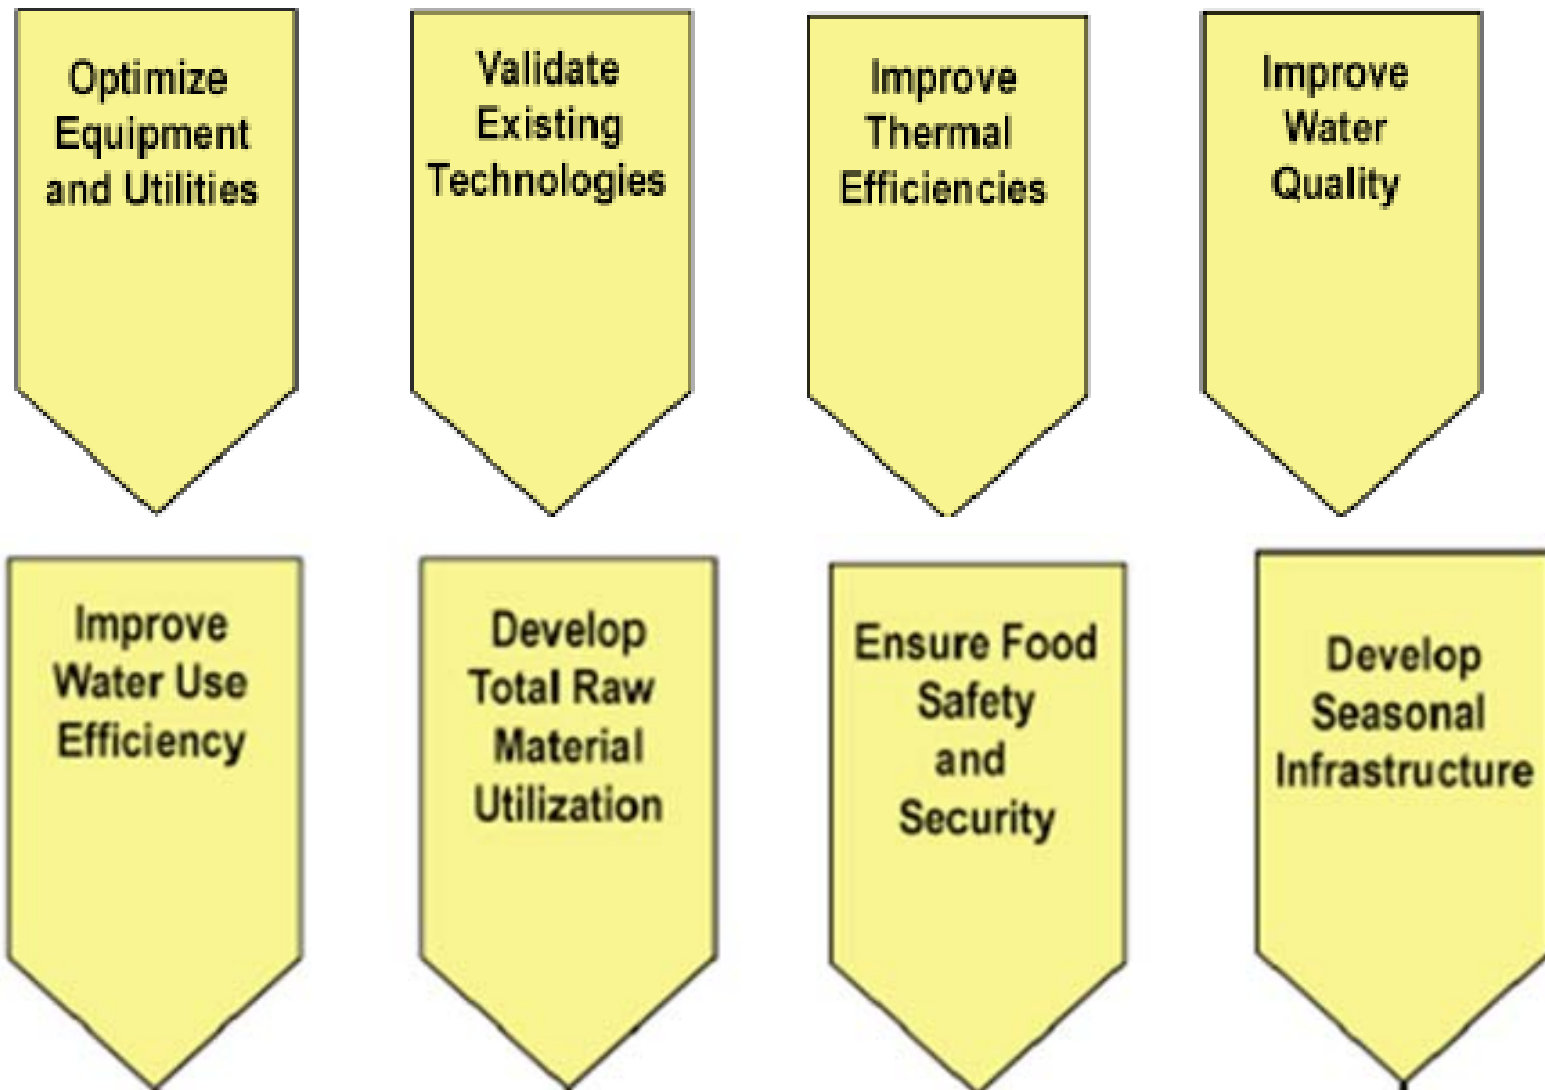 Optimize
Equipment
and Utilities
Validate
Existing
Technologies
Improve
Thermal
Efficiencies
Improve
Water
Quality
Improve
Water Use
Efficiency
Develop
Total Raw
Material
Utilization
Ensure Food
Safety
and
Security
Develop
Seasonal
Infrastructure